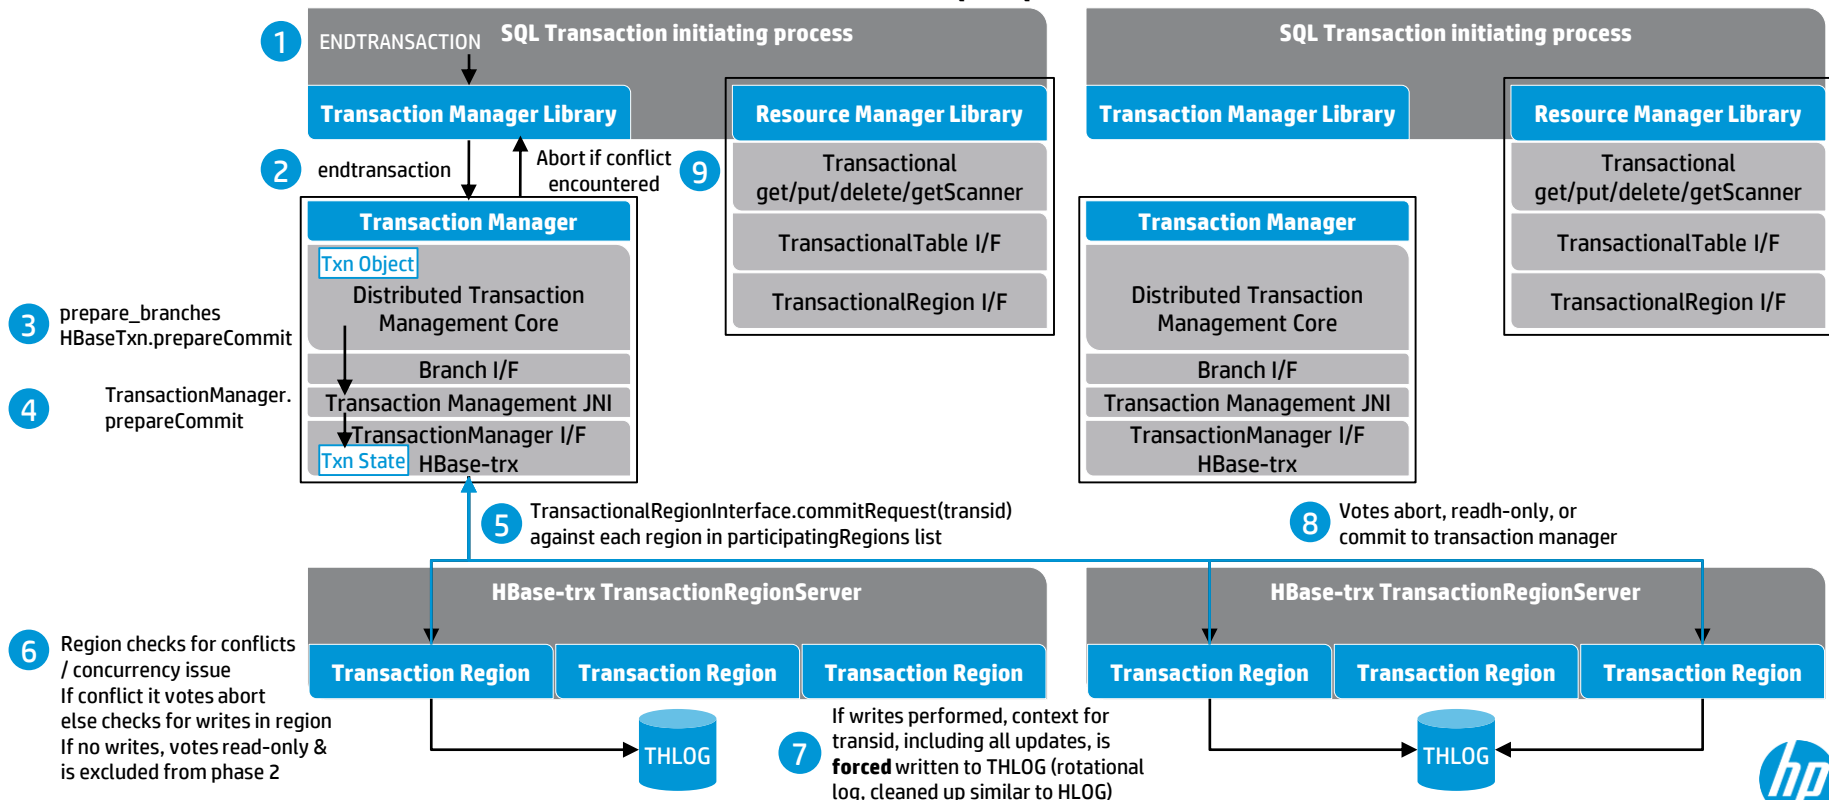 1
ENDTRANSACTION
SQL Transaction initiating process
Transaction Manager Library
Resource Manager Library
2
endtransaction
Abort if conflict
encountered
9
Transactional
get/put/delete/getScanner
TransactionalTable I/F
TransactionalRegion I/F
Transaction Manager
Txn Object
Distributed Transaction
Management Core
3
prepare_branches
HBaseTxn.prepareCommit
Branch I/F
4
TransactionManager.
prepareCommit
Transaction Management JNI
TransactionManager I/F
Txn State
HBase-trx
SQL Transaction initiating process
Transaction Manager Library
Resource Manager Library
Transactional
get/put/delete/getScanner
TransactionalTable I/F
TransactionalRegion I/F
Transaction Manager
Distributed Transaction
Management Core
Branch I/F
Transaction Management JNI
TransactionManager I/F
HBase-trx
5
TransactionalRegionInterface.commitRequest(transid)
against each region in participatingRegions list
8
Votes abort, readh-only, or
commit to transaction manager
HBase-trx TransactionRegionServer
HBase-trx TransactionRegionServer
6
Region checks for conflicts
/ concurrency issue
If conflict it votes abort
else checks for writes in region
If no writes, votes read-only &
is excluded from phase 2
Transaction Region
Transaction Region
Transaction Region
Transaction Region
Transaction Region
Transaction Region
THLOG
7
If writes performed, context for
transid, including all updates, is
forced written to THLOG (rotational
log, cleaned up similar to HLOG)
THLOG
hp